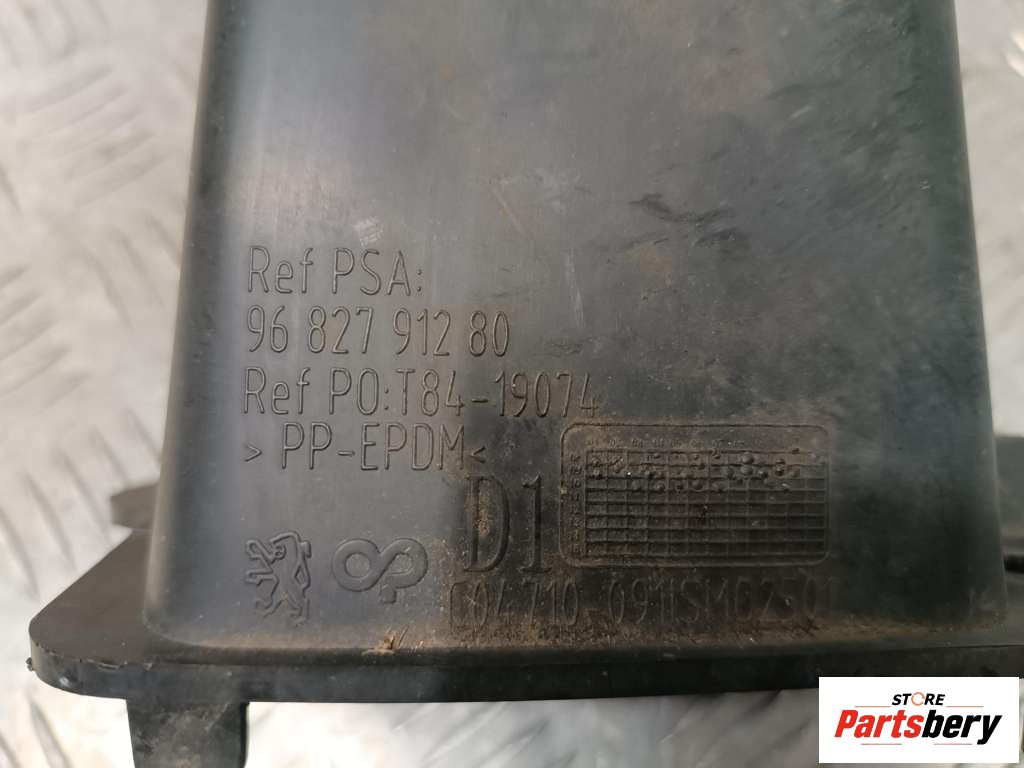 Ref PSA:
96 827 912 80
Ref PO:T84-19074
> PP-EPDM<
D1
STORE
Partsbery